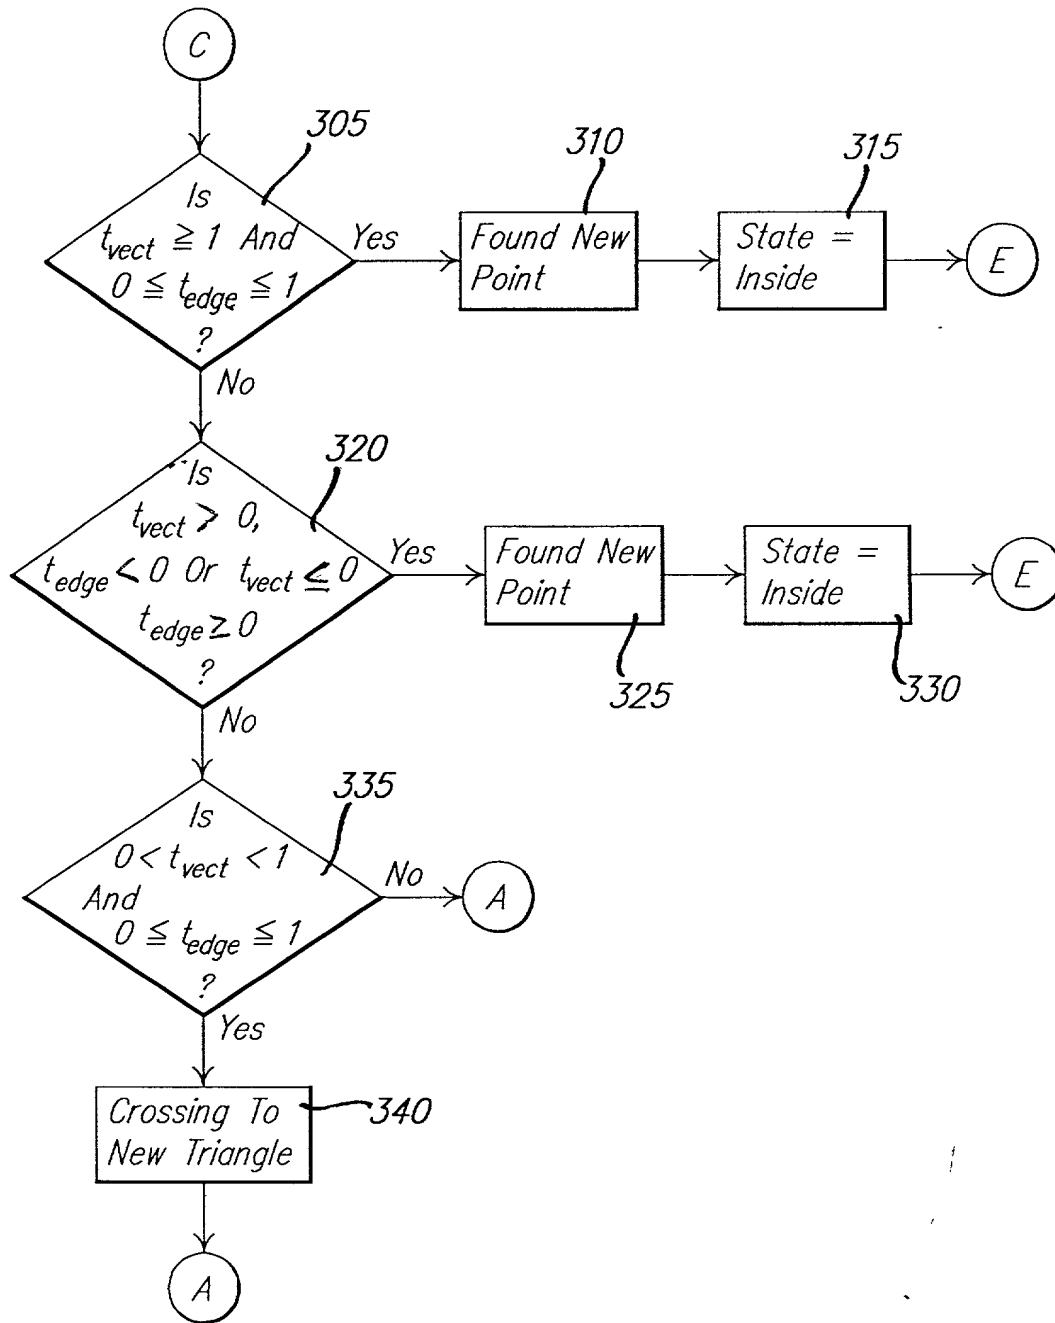 C
305
Is
t_vect ≧ 1 And
0 ≦ t_edge ≦ 1
?
Yes
310
Found New
Point
315
State =
Inside
E
No
320
Is
t_vect > 0,
t_edge < 0 Or t_vect ≤ 0
t_edge ≥ 0
?
Yes
Found New
Point
325
State =
Inside
330
E
No
335
Is
0 < t_vect < 1
And
0 ≦ t_edge ≦ 1
?
No
A
Yes
Crossing To
New Triangle
340
A